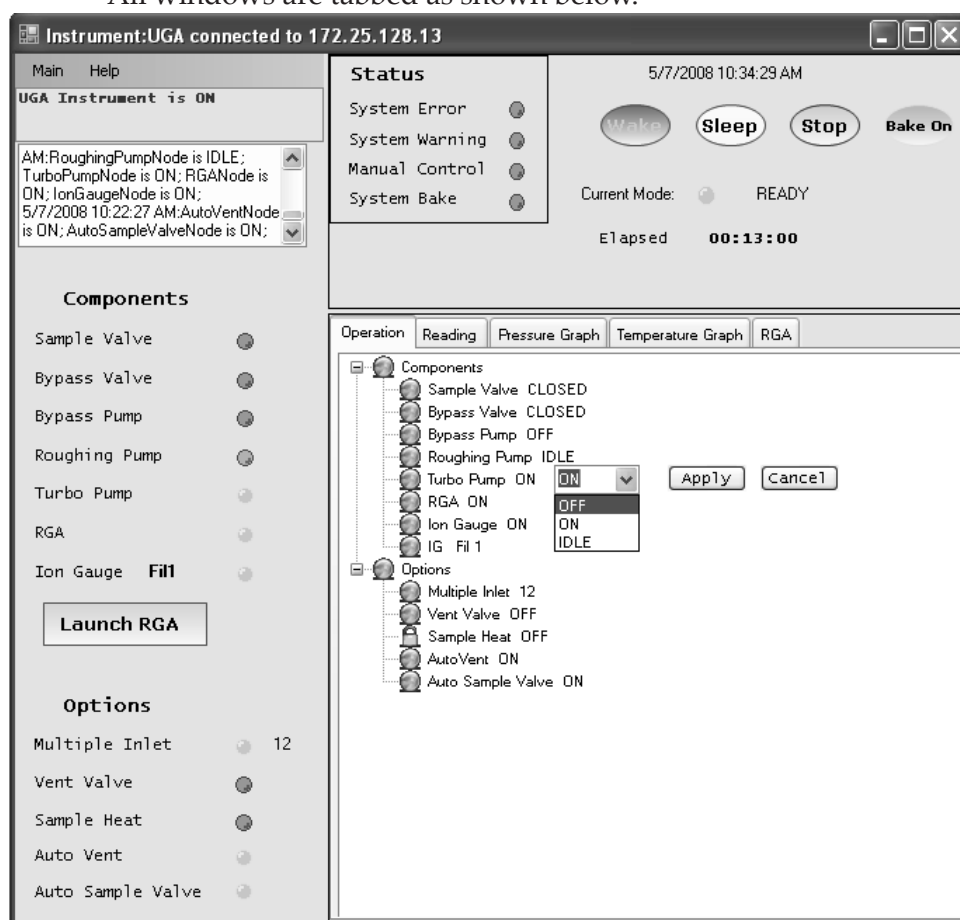 All windows are tabbed as shown below.
Instrument:UGA connected to 172.25.128.13
Main Help
UGA Instrument is ON
AM:RoughingPumpNode is IDLE;
TurboPumpNode is ON; RGANode is
ON; IonGaugeNode is ON;
5/7/2008 10:22:27 AM:AutoVentNode
is ON; AutoSampleValveNode is ON;
Components
Sample Valve
Bypass Valve
Bypass Pump
Roughing Pump
Turbo Pump
RGA
Ion Gauge Fil1
Launch RGA
Options
Multiple Inlet 12
Vent Valve
Sample Heat
Auto Vent
Auto Sample Valve
Status
System Error
System Warning
Manual Control
System Bake
5/7/2008 10:34:29 AM
Wake Sleep Stop Bake On
Current Mode: READY
Elapsed 00:13:00
Operation Reading Pressure Graph Temperature Graph RGA
Components
Sample Valve CLOSED
Bypass Valve CLOSED
Bypass Pump OFF
Roughing Pump IDLE
Turbo Pump ON ON Apply Cancel
OFF
ON
IDLE
RGA ON
Ion Gauge ON
IG Fil 1
Options
Multiple Inlet 12
Vent Valve OFF
Sample Heat OFF
AutoVent ON
Auto Sample Valve ON